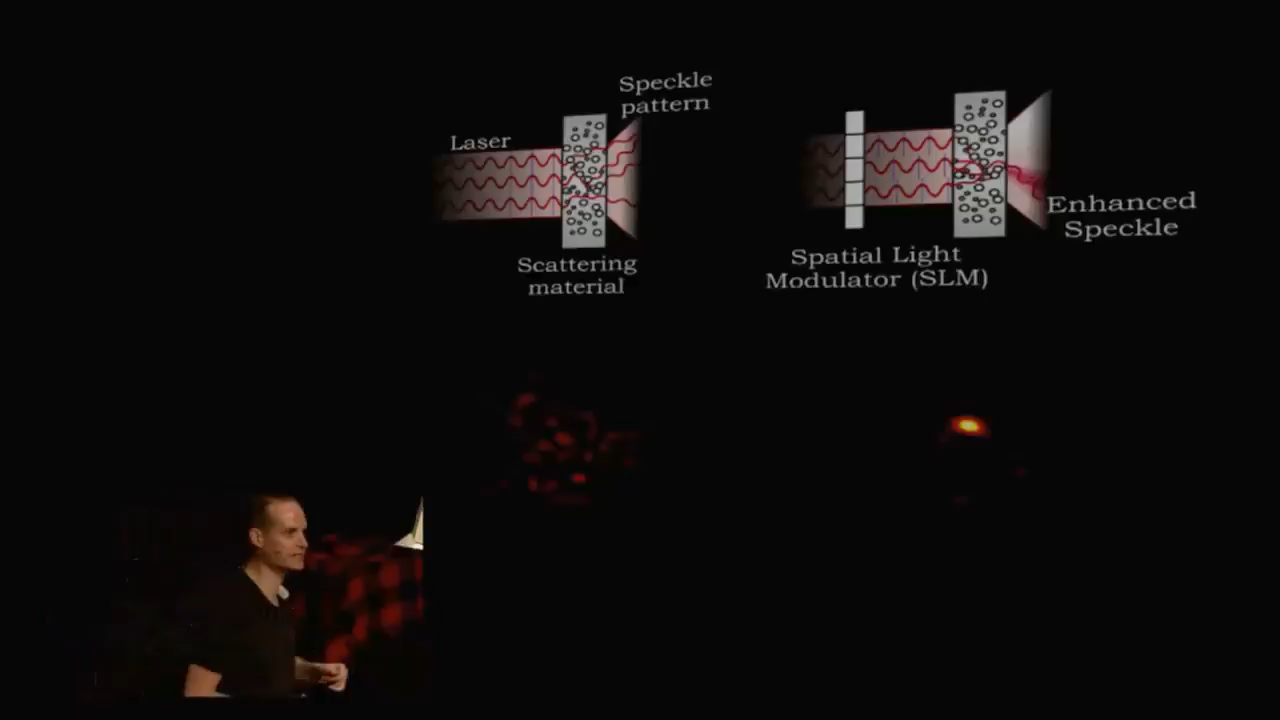 Speckle
pattern
Laser
Scattering
material
Enhanced
Speckle
Spatial Light
Modulator (SLM)